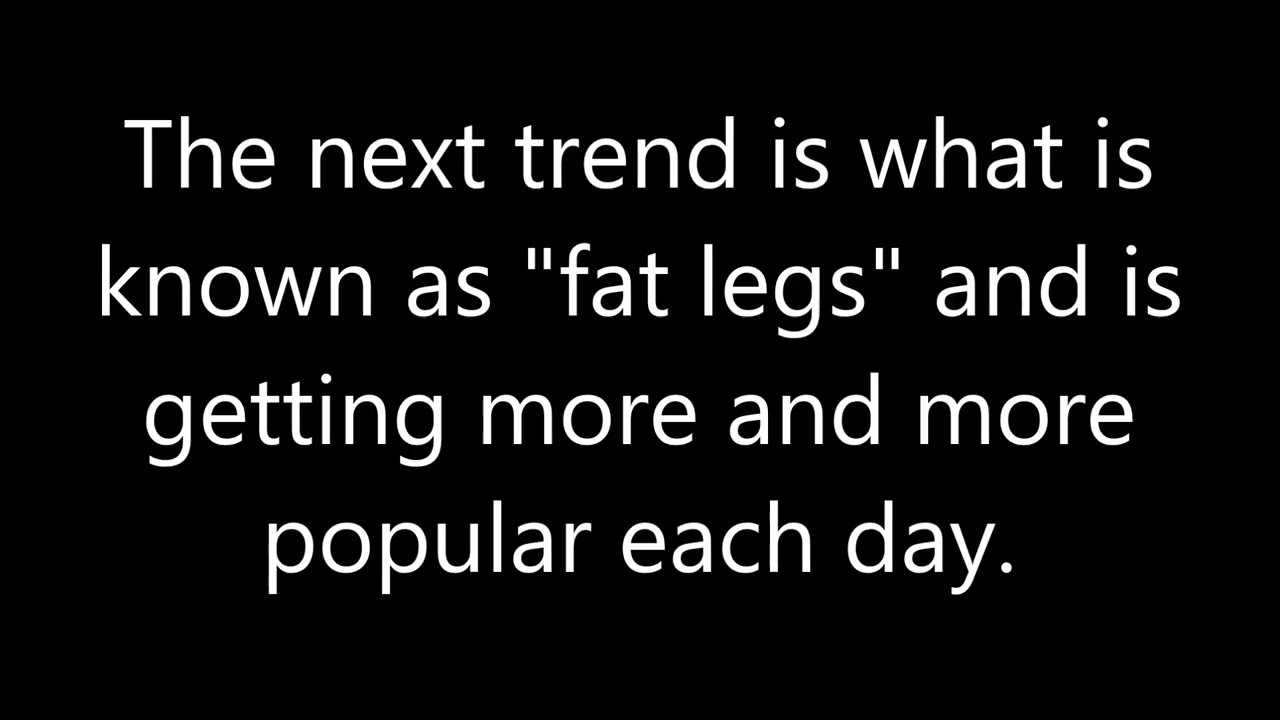 The next trend is what is
known as "fat legs" and is
getting more and more
popular each day.